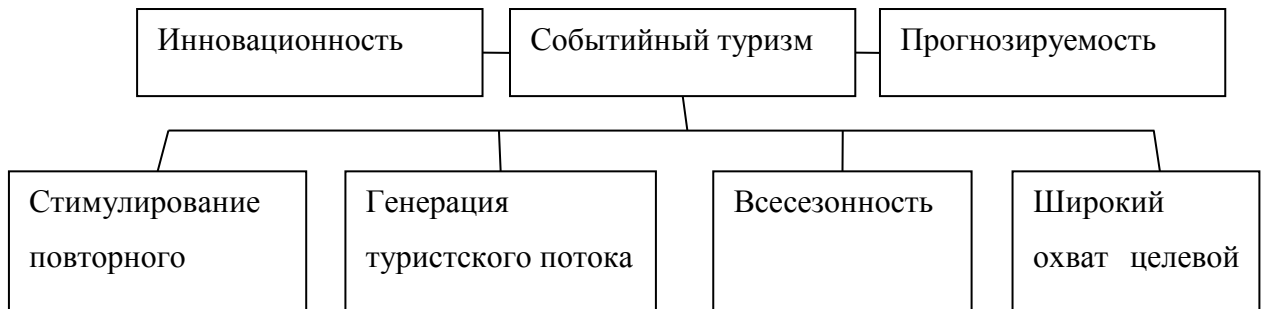 Инновационность
Событийный туризм
Прогнозируемость
Стимулирование
повторного
Генерация
туристского потока
Всесезонность
Широкий
охват целевой